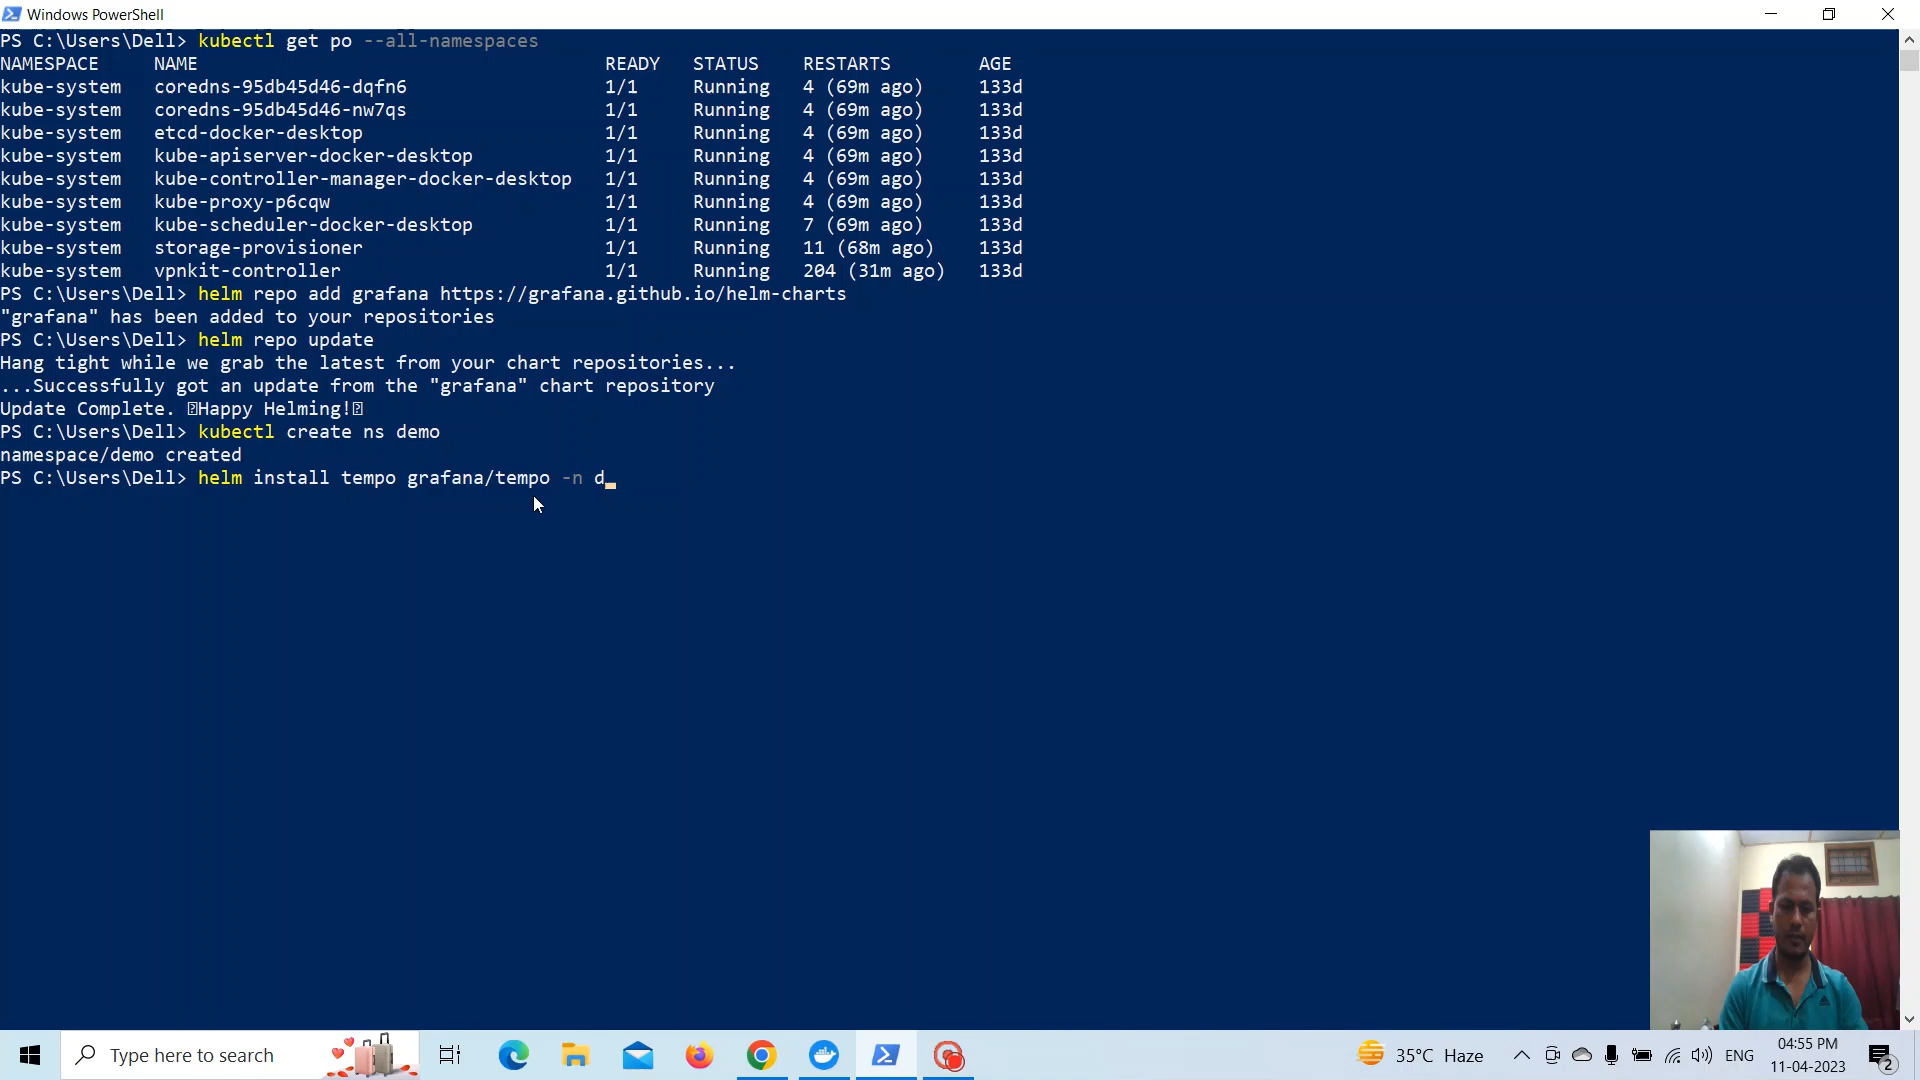 Windows PowerShell
PS C:\Users\Dell> kubectl get po --all-namespaces
NAMESPACE NAME READY STATUS RESTARTS AGE
kube-system coredns-95db45d46-dqfn6 1/1 Running 4 (69m ago) 133d
kube-system coredns-95db45d46-nw7qs 1/1 Running 4 (69m ago) 133d
kube-system etcd-docker-desktop 1/1 Running 4 (69m ago) 133d
kube-system kube-apiserver-docker-desktop 1/1 Running 4 (69m ago) 133d
kube-system kube-controller-manager-docker-desktop 1/1 Running 4 (69m ago) 133d
kube-system kube-proxy-p6cqw 1/1 Running 4 (69m ago) 133d
kube-system kube-scheduler-docker-desktop 1/1 Running 7 (69m ago) 133d
kube-system storage-provisioner 1/1 Running 11 (68m ago) 133d
kube-system vpnkit-controller 1/1 Running 204 (31m ago) 133d
PS C:\Users\Dell> helm repo add grafana https://grafana.github.io/helm-charts
"grafana" has been added to your repositories
PS C:\Users\Dell> helm repo update
Hang tight while we grab the latest from your chart repositories...
...Successfully got an update from the "grafana" chart repository
Update Complete. ⍰Happy Helming!⍰
PS C:\Users\Dell> kubectl create ns demo
namespace/demo created
PS C:\Users\Dell> helm install tempo grafana/tempo -n d
Type here to search
35°C Haze
ENG
04:55 PM
11-04-2023
2